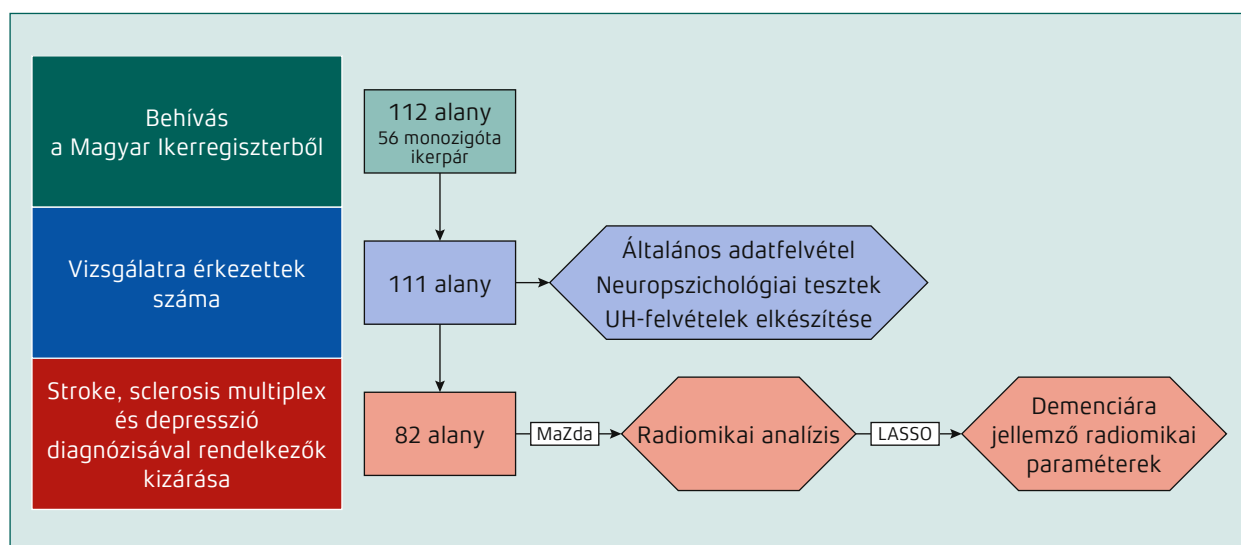 Behívás
a Magyar Ikerregiszterből
112 alany
56 monozigóta
ikerpár
Vizsgálatra érkezettek
száma
111 alany
Általános adatfelvétel
Neuropszichológiai tesztek
UH-felvételek elkészítése
Stroke, sclerosis multiplex
és depresszió
diagnózisával rendelkezők
kizárása
82 alany
MaZda
Radiomikai analízis
LASSO
Demenciára
jellemző radiomikai
paraméterek